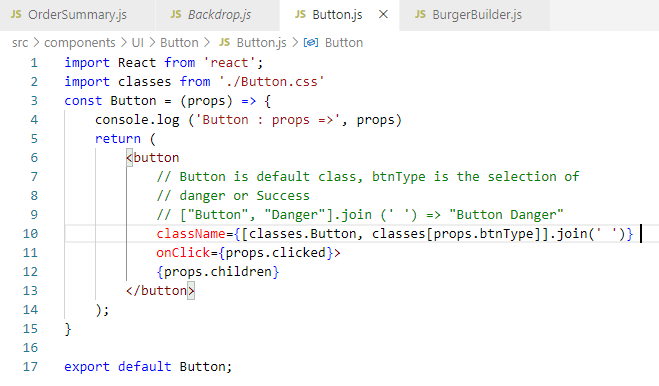 JS OrderSummary.js JS Backdrop.js JS Button.js × JS BurgerBuilder.js
src > components > UI > Button > JS Button.js > Button
1 import React from 'react';
2 import classes from './Button.css'
3 const Button = (props) => {
4     console.log ('Button : props =>', props)
5     return (
6         <button
7             // Button is default class, btnType is the selection of
8             // danger or Success
9             // ["Button", "Danger"].join (' ') => "Button Danger"
10             className={[classes.Button, classes[props.btnType]].join(' ')}
11             onClick={props.clicked}>
12             {props.children}
13         </button>
14     );
15 }
16
17 export default Button;